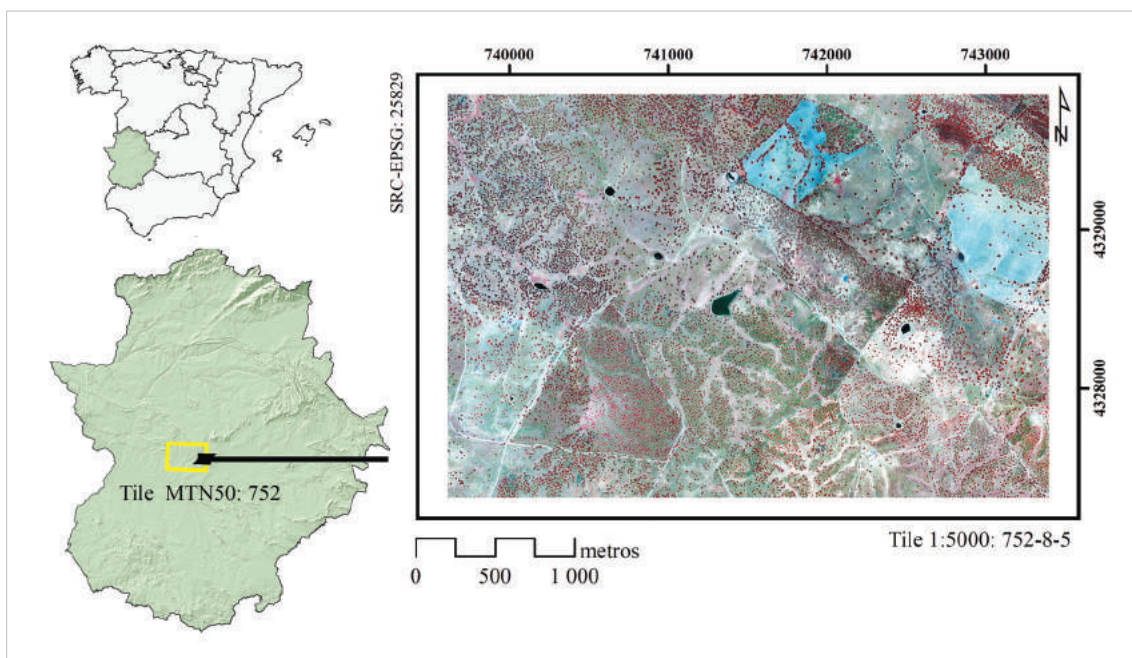 740000 741000 742000 743000
SRC-EPSG: 25829
N
4329000
4328000
Tile MTN50: 752
Tile 1:5000: 752-8-5
metros
0 500 1 000